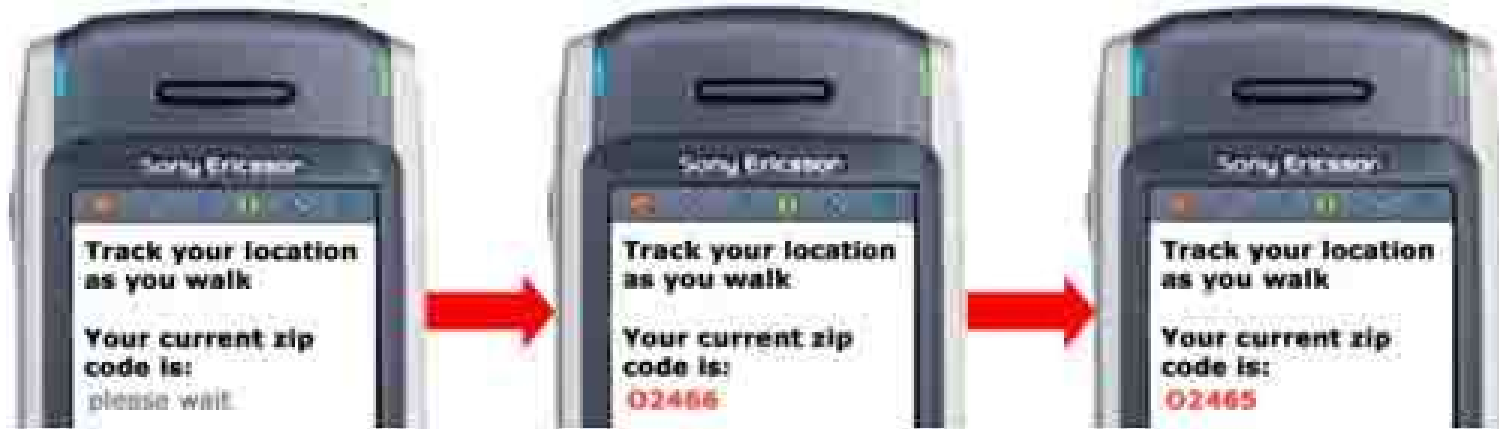 Sony Ericsson
Track your location
as you walk
Your current zip
code is:
please wait
Sony Ericsson
Track your location
as you walk
Your current zip
code is:
02466
Sony Ericsson
Track your location
as you walk
Your current zip
code is:
02465